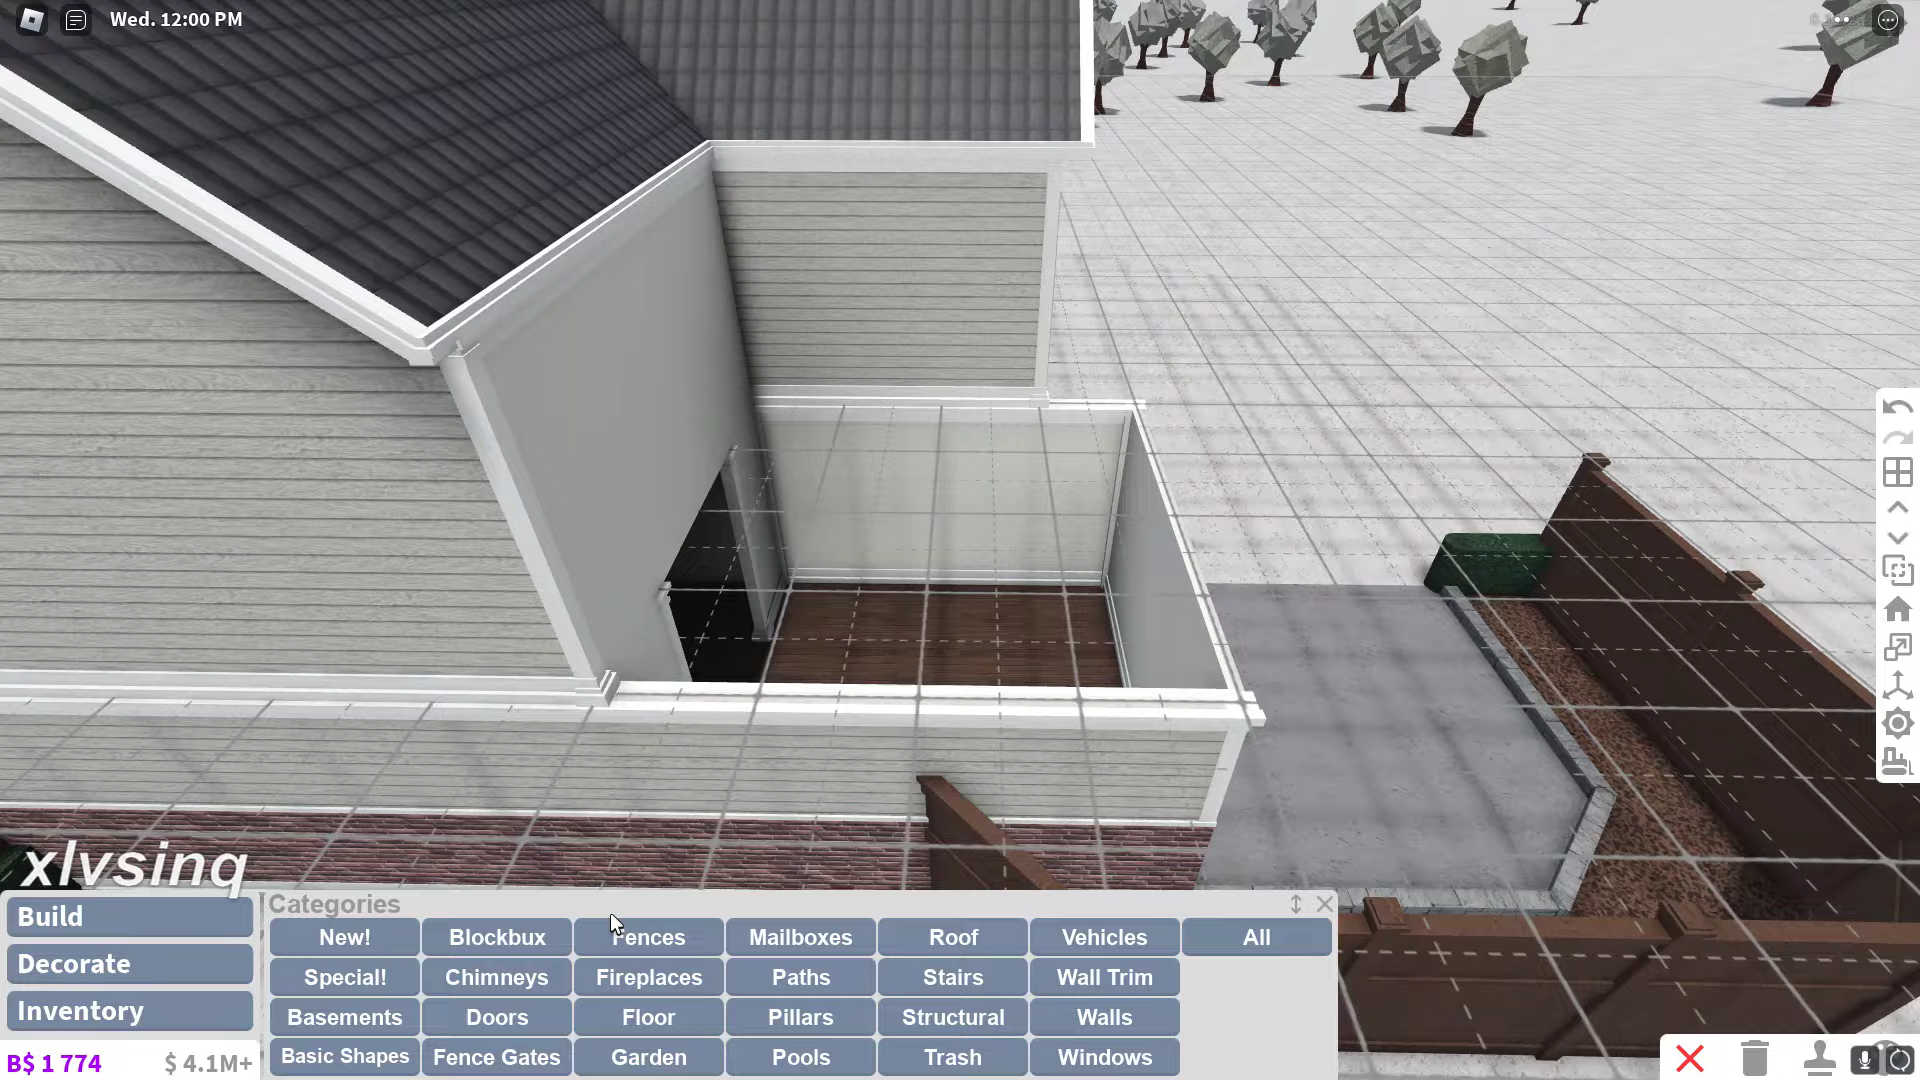 Wed. 12:00 PM
xlvsinq
Build
Decorate
Inventory
B$ 1 774
$ 4.1M+
Categories
New!
Blockbux
Fences
Mailboxes
Roof
Vehicles
All
Special!
Chimneys
Fireplaces
Paths
Stairs
Wall Trim
Basements
Doors
Floor
Pillars
Structural
Walls
Basic Shapes
Fence Gates
Garden
Pools
Trash
Windows